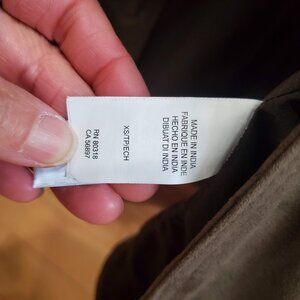 MADE IN INDIA
FABRIQUE EN INDE
HECHO EN INDIA
DIBUAT DI INDIA
XS/TP/ECH
RN 80318
CA 56897